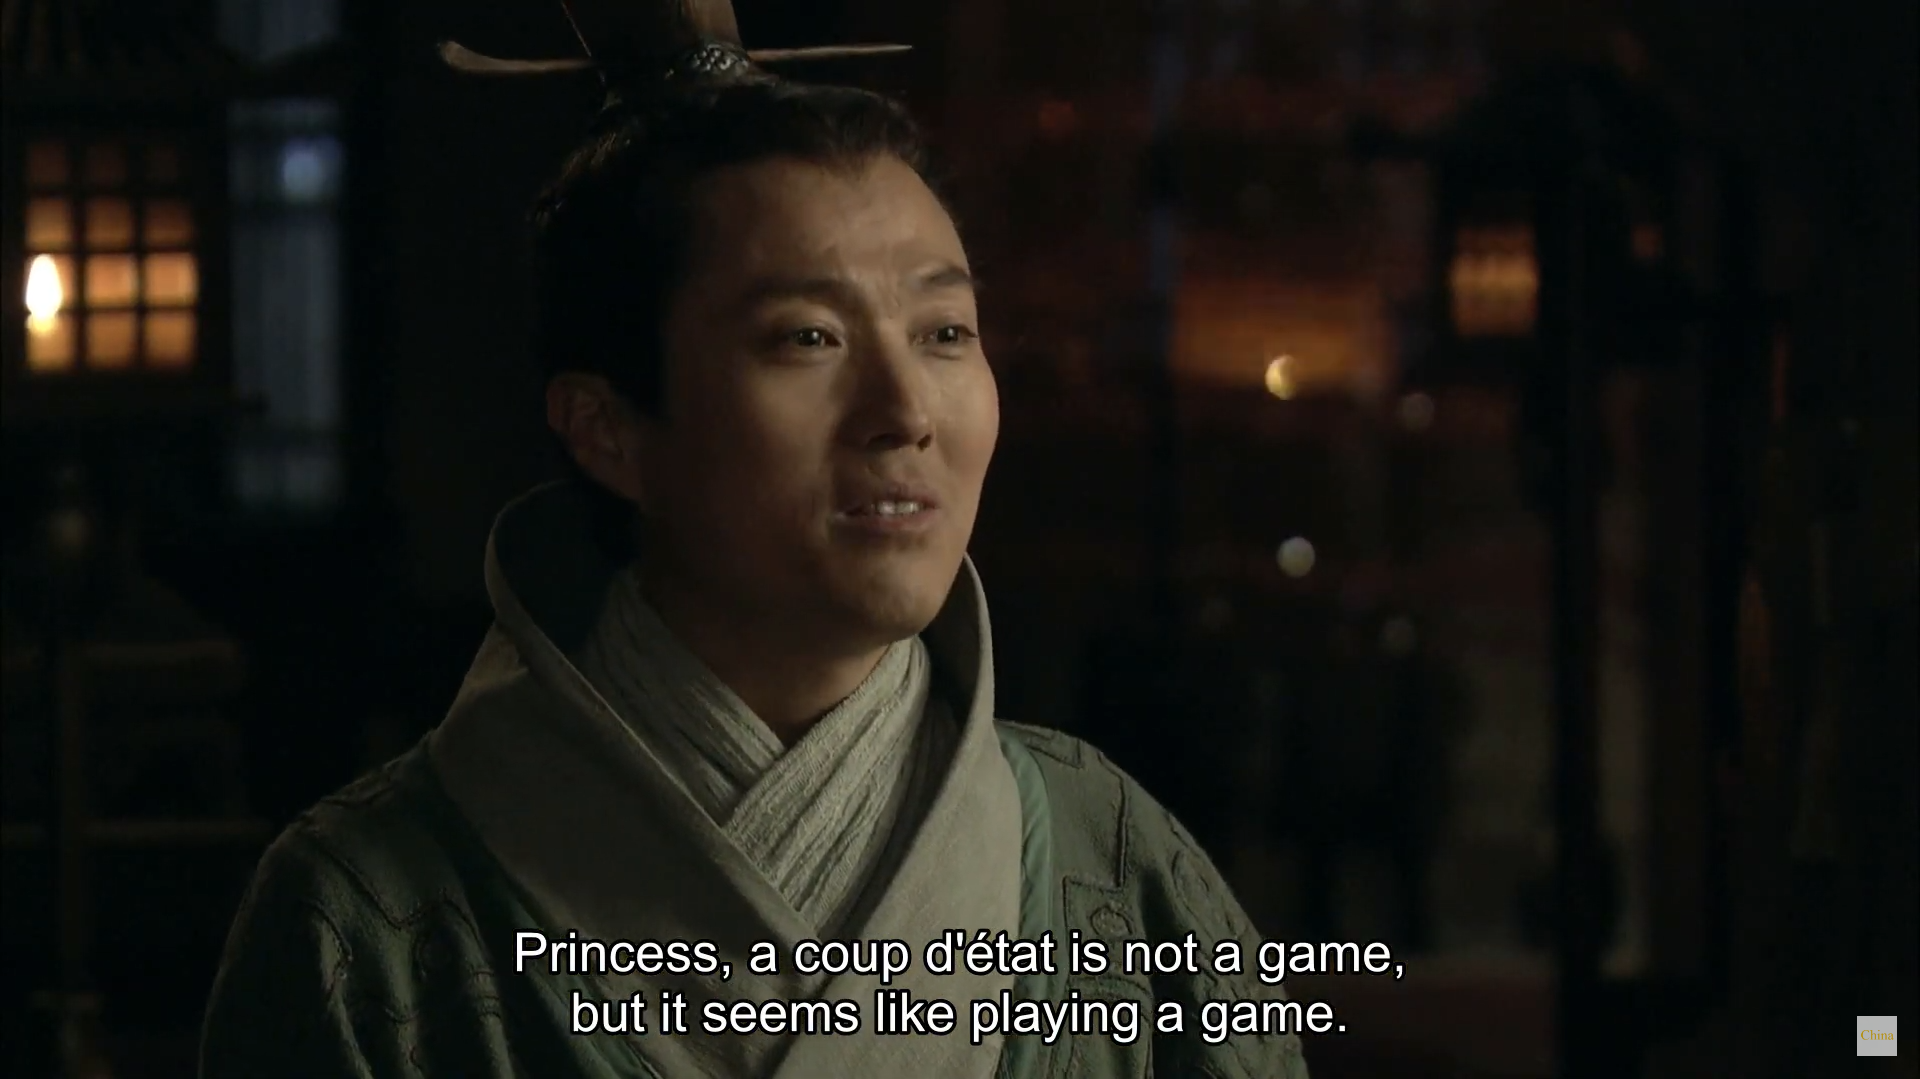 Princess, a coup d'état is not a game,
but it seems like playing a game.
China